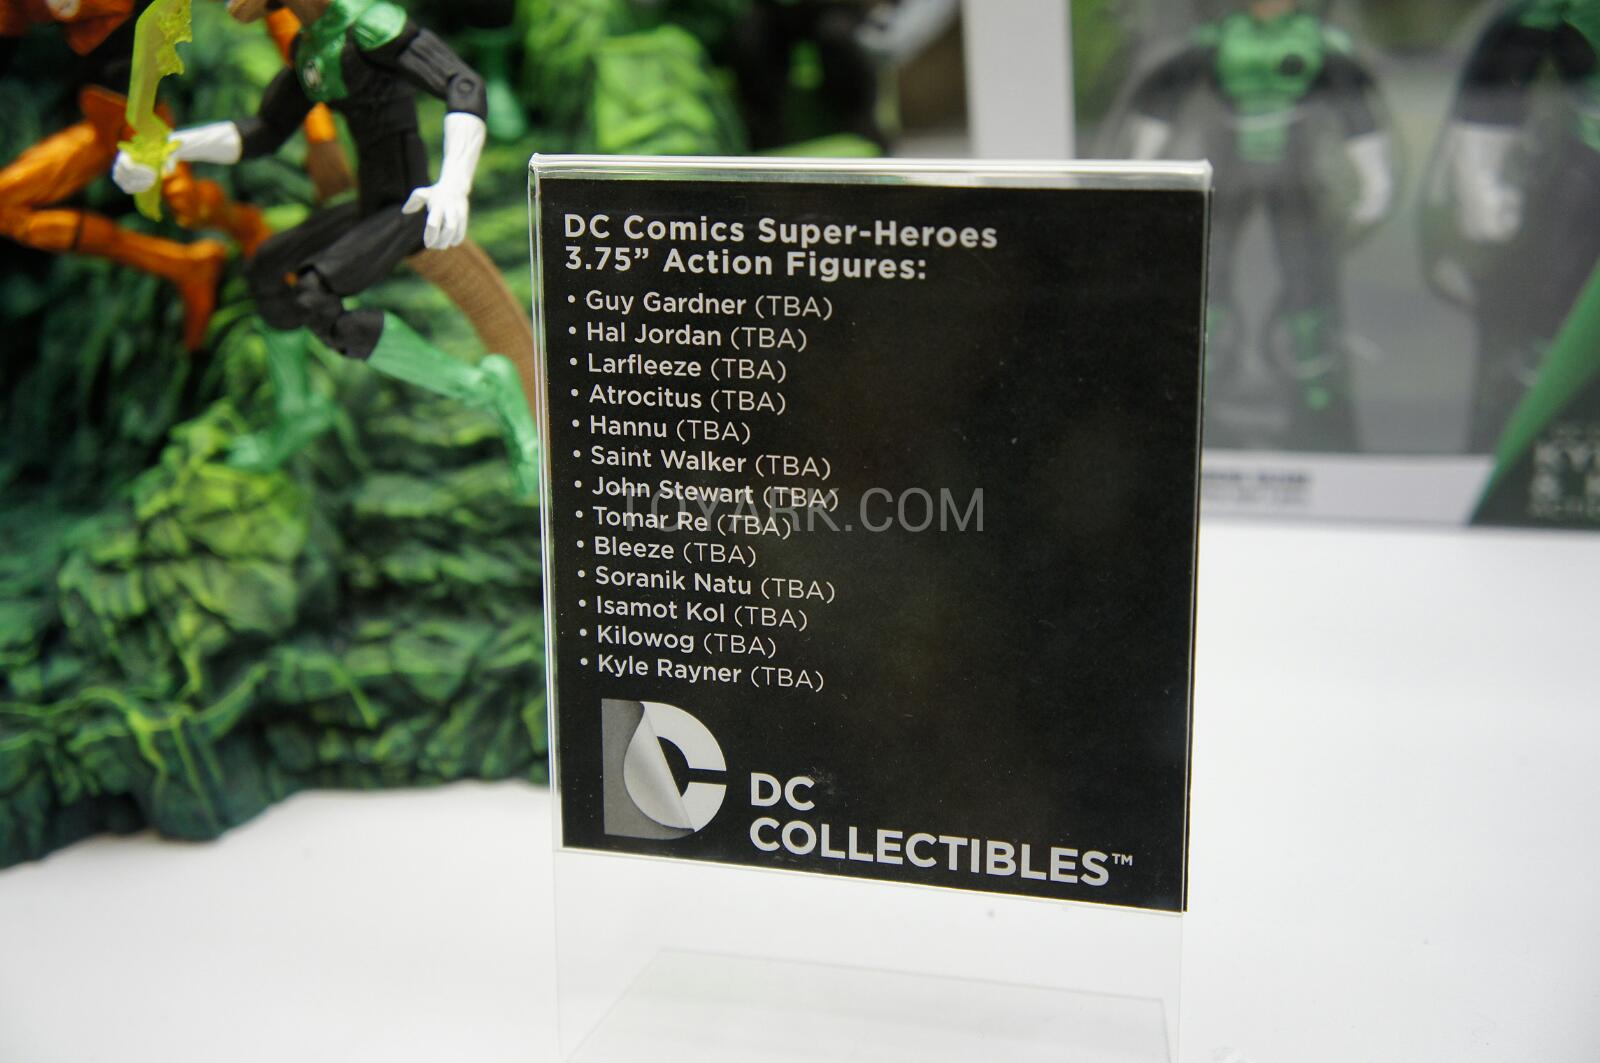 DC Comics Super-Heroes
3.75” Action Figures:
• Guy Gardner (TBA)
• Hal Jordan (TBA)
• Larfleeze (TBA)
• Atrocitus (TBA)
• Hannu (TBA)
• Saint Walker (TBA)
• John Stewart (TBA)
• Tomar Re (TBA)
• Bleeze (TBA)
• Soranik Natu (TBA)
• Isamot Kol (TBA)
• Kilowog (TBA)
• Kyle Rayner (TBA)
TOYARK.COM
DC
COLLECTIBLES™